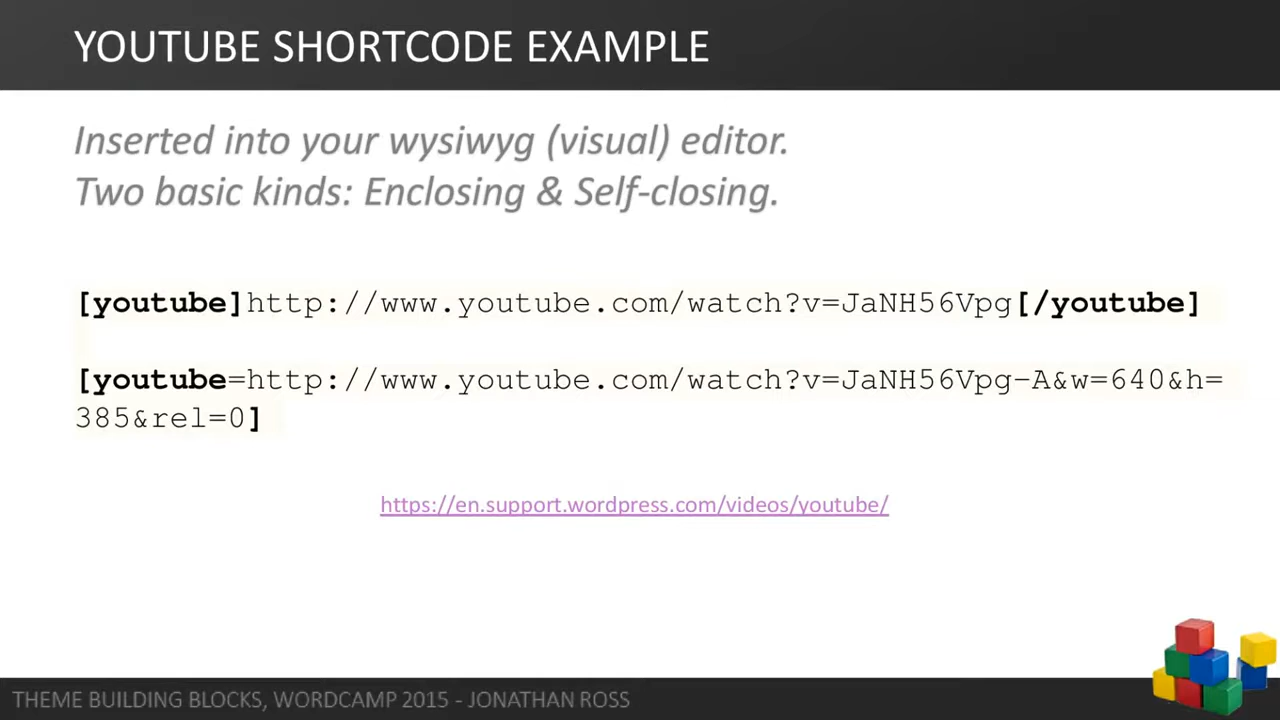 YOUTUBE SHORTCODE EXAMPLE
Inserted into your wysiwyg (visual) editor.
Two basic kinds: Enclosing & Self-closing.
[youtube]http://www.youtube.com/watch?v=JaNH56Vpg[/youtube]
[youtube=http://www.youtube.com/watch?v=JaNH56Vpg-A&w=640&h=
385&rel=0]
https://en.support.wordpress.com/videos/youtube/
THEME BUILDING BLOCKS, WORDCAMP 2015 - JONATHAN ROSS